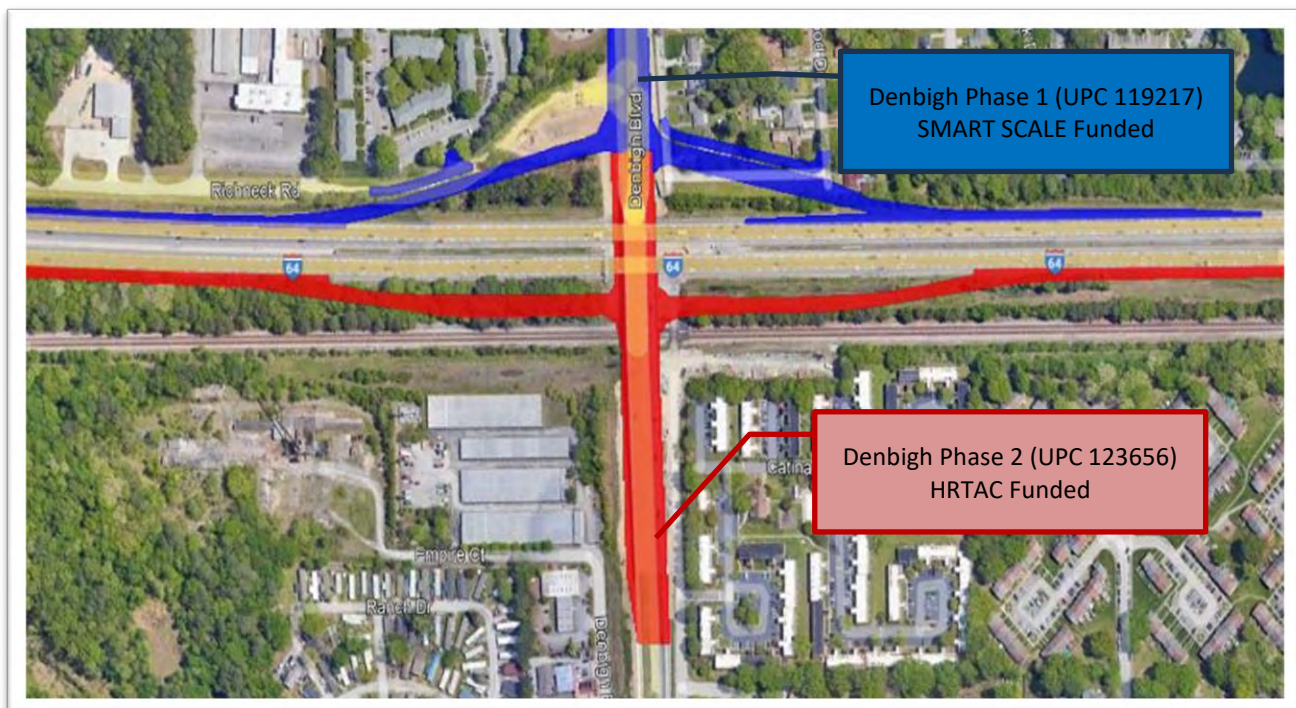 Denbigh Phase 1 (UPC 119217)
SMART SCALE Funded
Denbigh Blvd
Richneck Rd
64
64
64
Denbigh Phase 2 (UPC 123656)
HRTAC Funded
Catina
Empire Ct
Ranch Dr